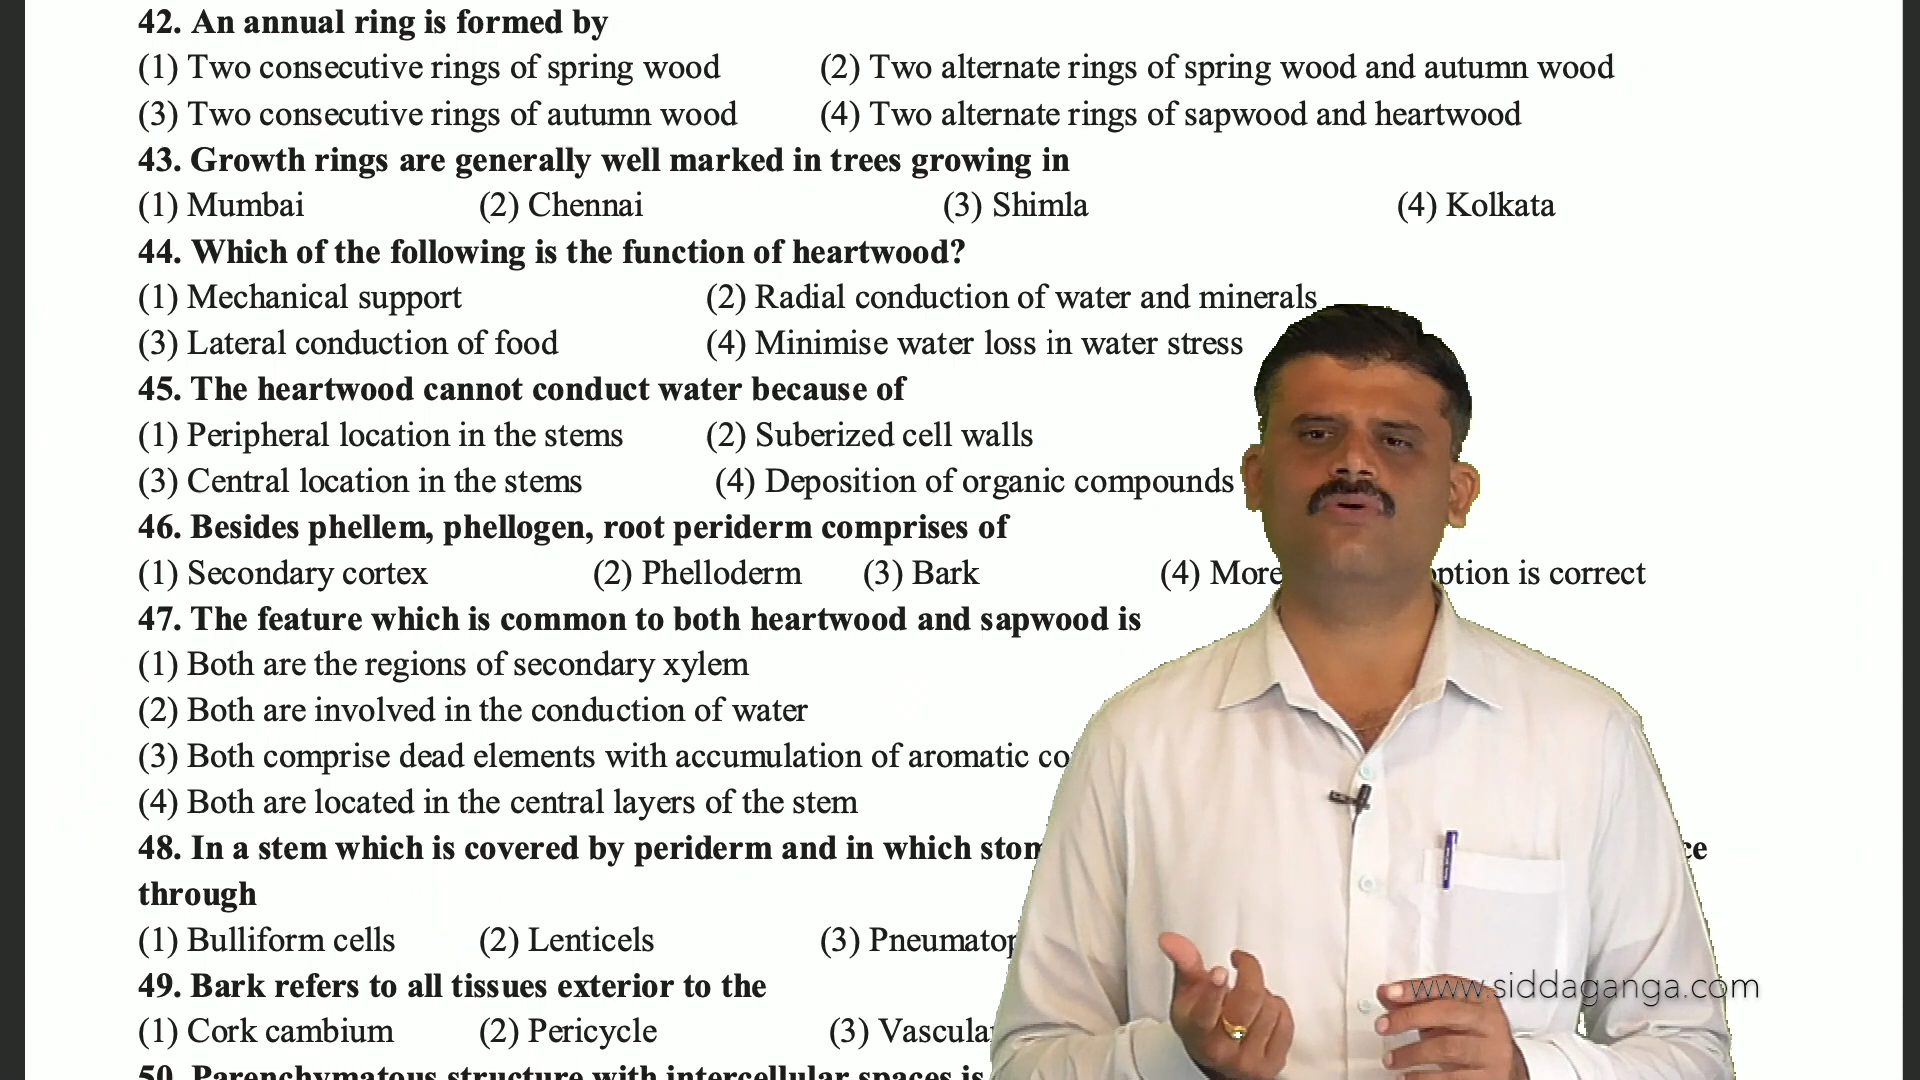 42. An annual ring is formed by
(1) Two consecutive rings of spring wood (2) Two alternate rings of spring wood and autumn wood
(3) Two consecutive rings of autumn wood (4) Two alternate rings of sapwood and heartwood
43. Growth rings are generally well marked in trees growing in
(1) Mumbai (2) Chennai (3) Shimla (4) Kolkata
44. Which of the following is the function of heartwood?
(1) Mechanical support (2) Radial conduction of water and minerals
(3) Lateral conduction of food (4) Minimise water loss in water stress
45. The heartwood cannot conduct water because of
(1) Peripheral location in the stems (2) Suberized cell walls
(3) Central location in the stems (4) Deposition of organic compounds
46. Besides phellem, phellogen, root periderm comprises of
(1) Secondary cortex (2) Phelloderm (3) Bark (4) More option is correct
47. The feature which is common to both heartwood and sapwood is
(1) Both are the regions of secondary xylem
(2) Both are involved in the conduction of water
(3) Both comprise dead elements with accumulation of aromatic
(4) Both are located in the central layers of the stem
48. In a stem which is covered by periderm and in which
through
(1) Bulliform cells (2) Lenticels (3)
49. Bark refers to all tissues exterior to the
www.siddaganga.com
(1) Cork cambium (2) Pericycle (3)
50. Parenchymatous structure with intercellular spaces is